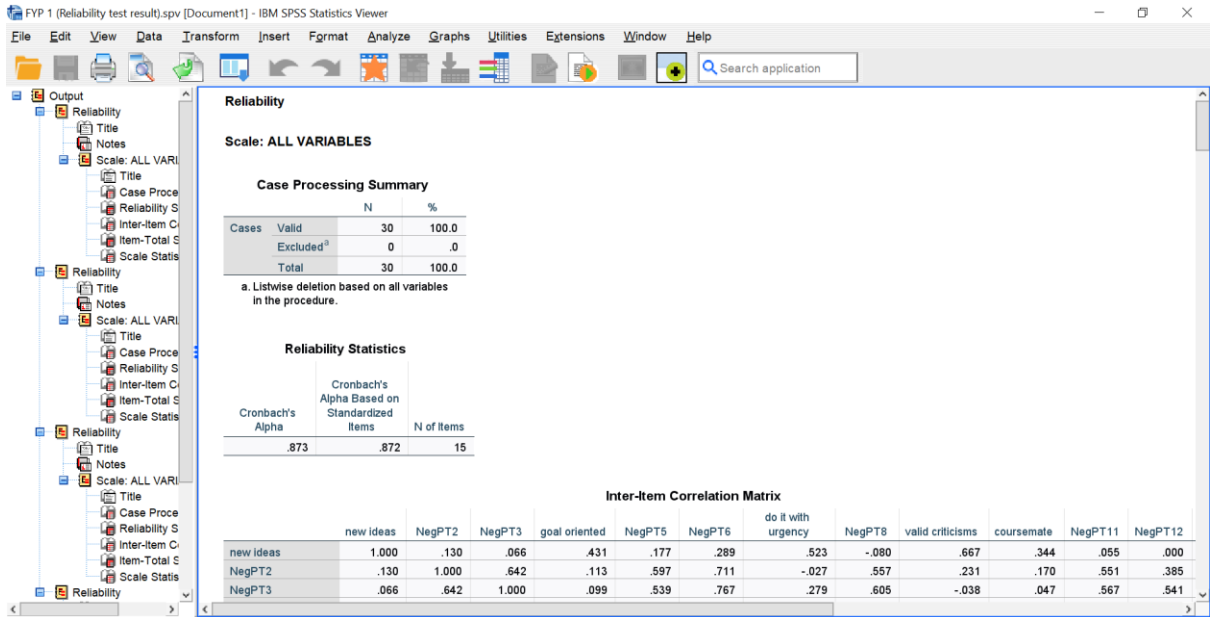 FYP 1 (Reliability test result).spv [Document1] - IBM SPSS Statistics Viewer
File Edit View Data Transform Insert Format Analyze Graphs Utilities Extensions Window Help
Search application
Output
Reliability
Title
Notes
Scale: ALL VARI
Title
Case Proce
Reliability S
Inter-Item C
Item-Total S
Scale Statis
Reliability
Title
Notes
Scale: ALL VARI
Title
Case Proce
Reliability S
Inter-Item C
Item-Total S
Scale Statis
Reliability
Title
Notes
Scale: ALL VARI
Title
Case Proce
Reliability S
Inter-Item C
Item-Total S
Scale Statis
Reliability
Reliability
Scale: ALL VARIABLES
Case Processing Summary
N %
Cases Valid 30 100.0
Excludedᵃ 0 .0
Total 30 100.0
a. Listwise deletion based on all variables
in the procedure.
Reliability Statistics
Cronbach's
Alpha
Cronbach's
Alpha Based on
Standardized
Items
N of Items
.873 .872 15
Inter-Item Correlation Matrix
new ideas NegPT2 NegPT3 goal oriented NegPT5 NegPT6 do it with
urgency NegPT8 valid criticisms coursemate NegPT11 NegPT12
new ideas 1.000 .130 .066 .431 .177 .289 .523 -.080 .667 .344 .055 .000
NegPT2 .130 1.000 .642 .113 .597 .711 -.027 .557 .231 .170 .551 .385
NegPT3 .066 .642 1.000 .099 .539 .767 .279 .605 -.038 .047 .567 .541